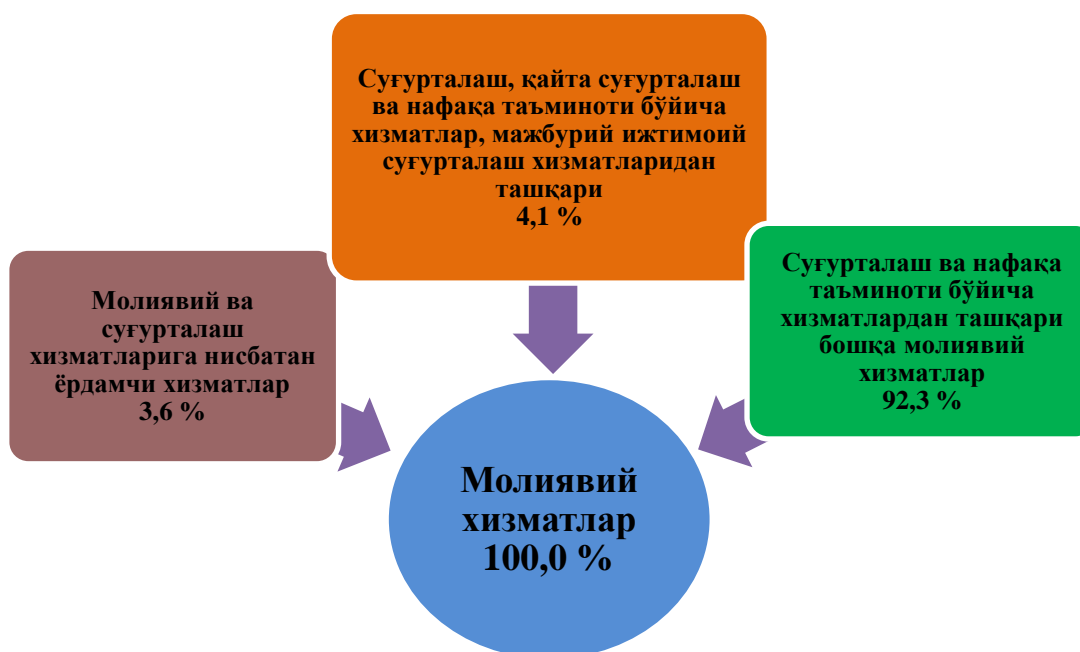 Суғурталаш, қайта суғурталаш
ва нафақа таъминоти бўйича
хизматлар, мажбурий ижтимоий
суғурталаш хизматларидан
ташқари
4,1 %
Молиявий ва
суғурталаш
хизматларига нисбатан
ёрдамчи хизматлар
3,6 %
Суғурталаш ва нафақа
таъминоти бўйича
хизматлардан ташқари
бошқа молиявий
хизматлар
92,3 %
Молиявий
хизматлар
100,0 %